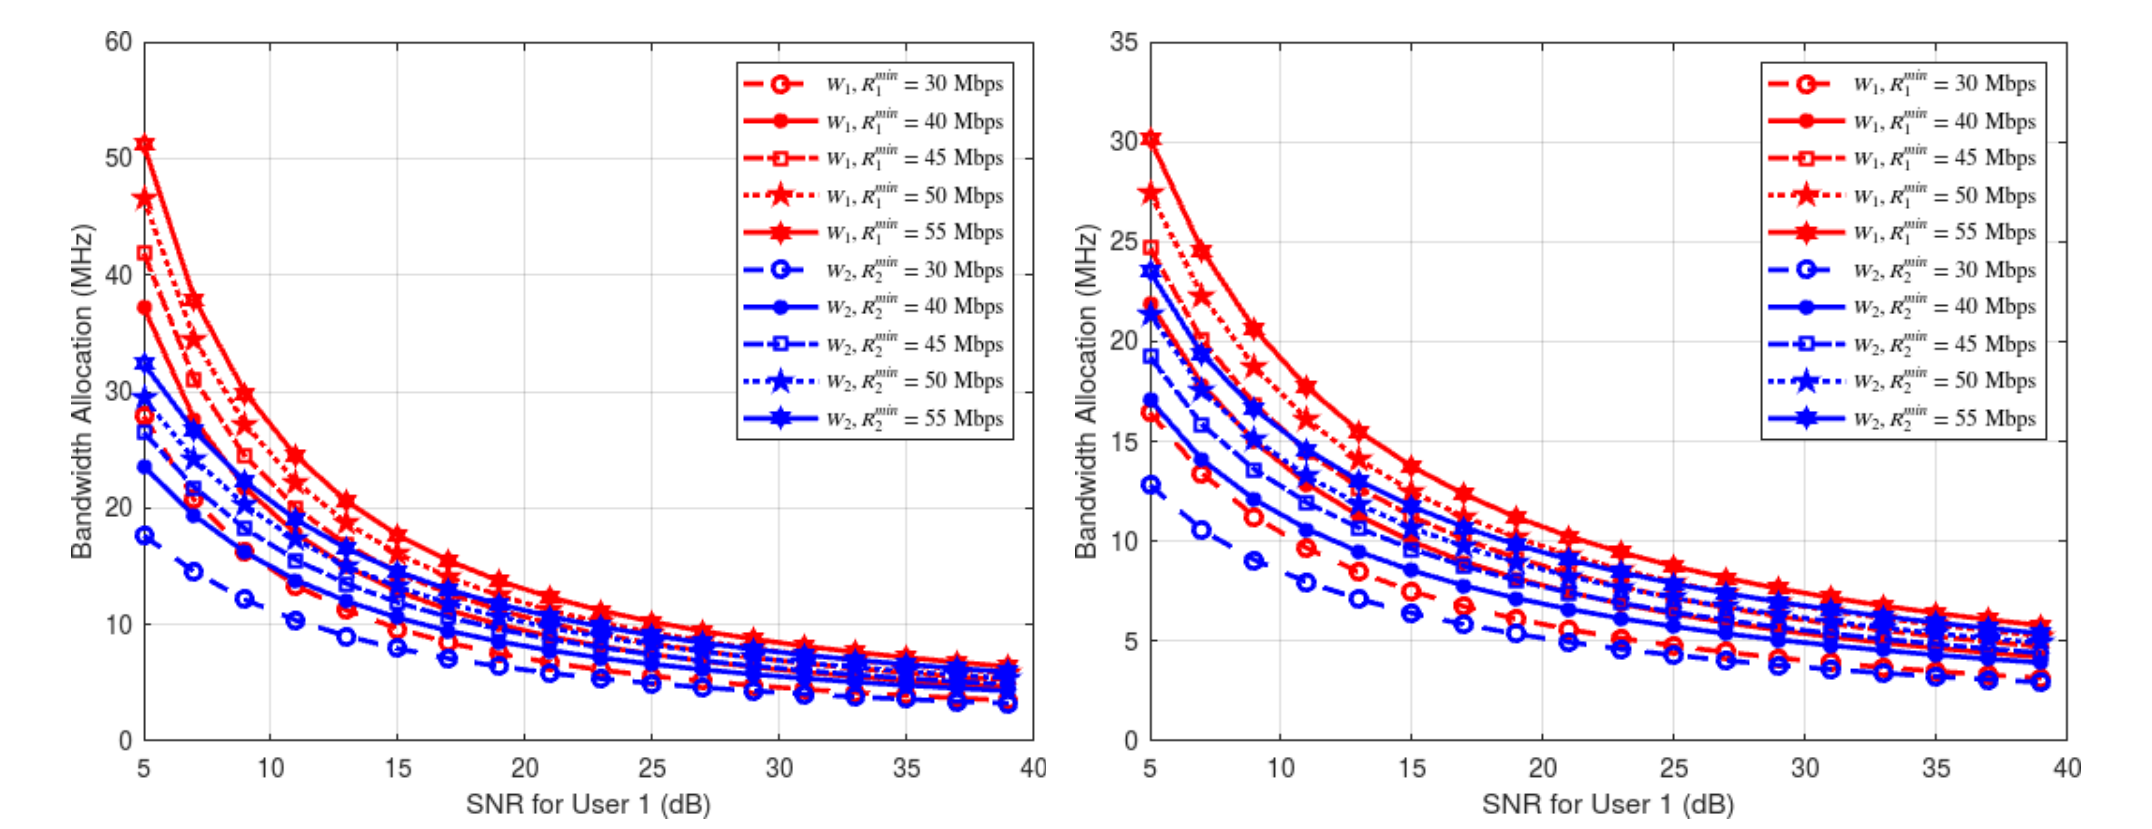 60
50
40
30
20
10
0
Bandwidth Allocation (MHz)
5 10 15 20 25 30 35 40
SNR for User 1 (dB)
W₁, R₁ᵐⁱⁿ = 30 Mbps
W₁, R₁ᵐⁱⁿ = 40 Mbps
W₁, R₁ᵐⁱⁿ = 45 Mbps
W₁, R₁ᵐⁱⁿ = 50 Mbps
W₁, R₁ᵐⁱⁿ = 55 Mbps
W₂, R₂ᵐⁱⁿ = 30 Mbps
W₂, R₂ᵐⁱⁿ = 40 Mbps
W₂, R₂ᵐⁱⁿ = 45 Mbps
W₂, R₂ᵐⁱⁿ = 50 Mbps
W₂, R₂ᵐⁱⁿ = 55 Mbps
35
30
25
20
15
10
5
0
Bandwidth Allocation (MHz)
5 10 15 20 25 30 35 40
SNR for User 1 (dB)
W₁, R₁ᵐⁱⁿ = 30 Mbps
W₁, R₁ᵐⁱⁿ = 40 Mbps
W₁, R₁ᵐⁱⁿ = 45 Mbps
W₁, R₁ᵐⁱⁿ = 50 Mbps
W₁, R₁ᵐⁱⁿ = 55 Mbps
W₂, R₂ᵐⁱⁿ = 30 Mbps
W₂, R₂ᵐⁱⁿ = 40 Mbps
W₂, R₂ᵐⁱⁿ = 45 Mbps
W₂, R₂ᵐⁱⁿ = 50 Mbps
W₂, R₂ᵐⁱⁿ = 55 Mbps